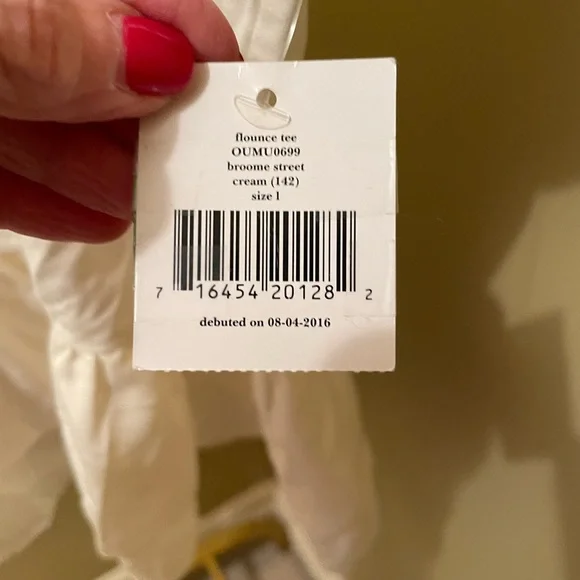 flounce tee
OUMU0699
broome street
cream (142)
size l
7 16454 20128 2
debuted on 08-04-2016